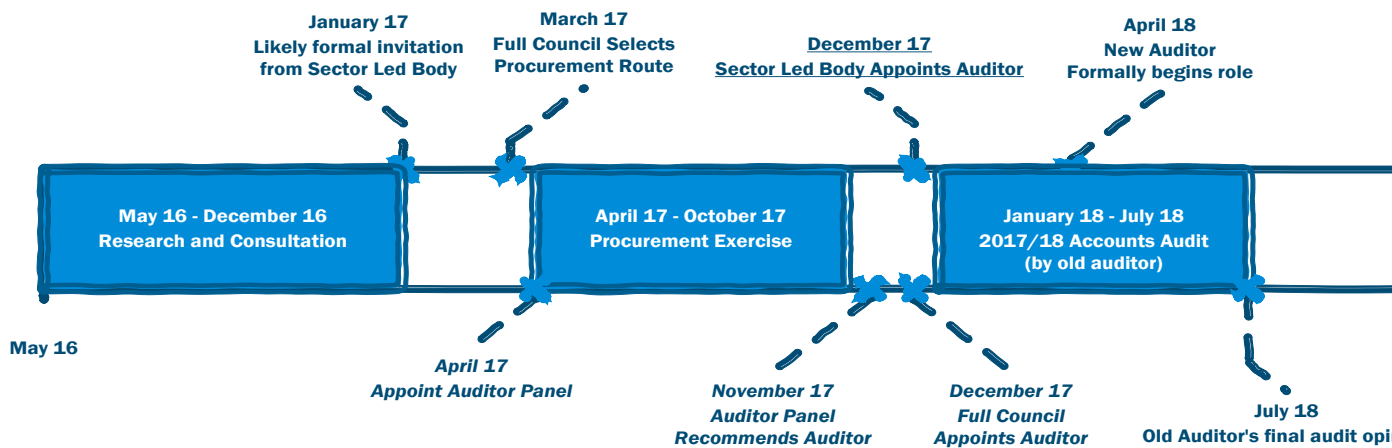 January 17
Likely formal invitation
from Sector Led Body
March 17
Full Council Selects
Procurement Route
December 17
Sector Led Body Appoints Auditor
April 18
New Auditor
Formally begins role
May 16 - December 16
Research and Consultation
April 17 - October 17
Procurement Exercise
January 18 - July 18
2017/18 Accounts Audit
(by old auditor)
May 16
April 17
Appoint Auditor Panel
November 17
Auditor Panel
Recommends Auditor
December 17
Full Council
Appoints Auditor
July 18
Old Auditor's final audit opi